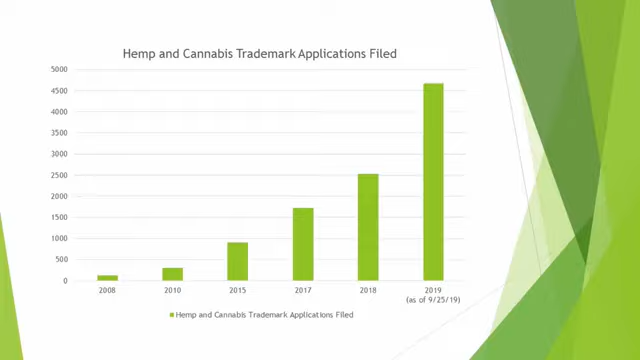 Hemp and Cannabis Trademark Applications Filed
5000
4500
4000
3500
3000
2500
2000
1500
1000
500
0
2008 2010 2015 2017 2018 2019
(as of 9/25/19)
Hemp and Cannabis Trademark Applications Filed